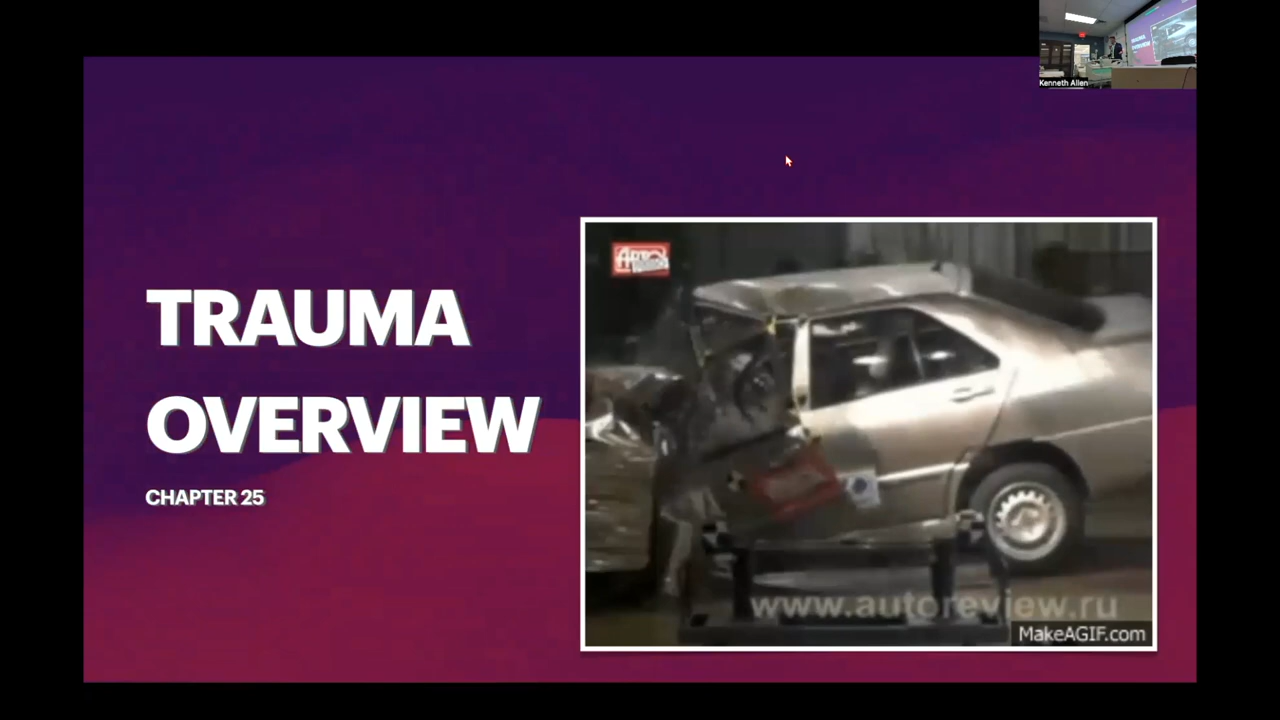 Kenneth Allen
TRAUMA
OVERVIEW
CHAPTER 25
www.autoreview.ru
MakeAGIF.com